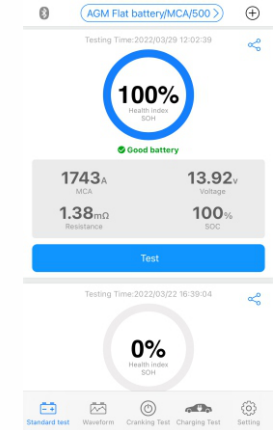 AGM Flat battery/MCA/500 >
Testing Time:2022/03/29 12:02:39
100%
Health index
SOH
Good battery
1743A
MCA
13.92v
Voltage
1.38mΩ
Resistance
100%
SOC
Test
Testing Time:2022/03/22 16:39:04
0%
Health index
SOH
Standard test
Waveform
Cranking Test
Charging Test
Setting